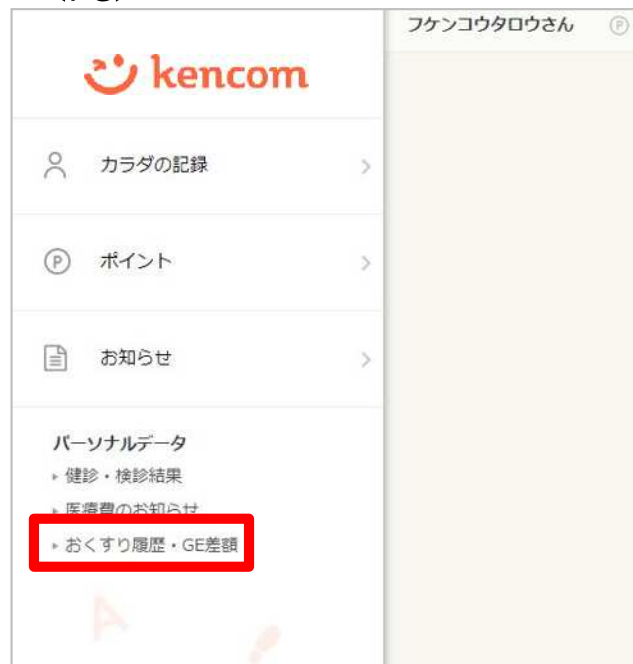 フケンコウタロウさん Ⓟ
kencom
カラダの記録
Ⓟ ポイント
お知らせ
パーソナルデータ
健診・検診結果
医療費のお知らせ
おくすり履歴・GE差額
A